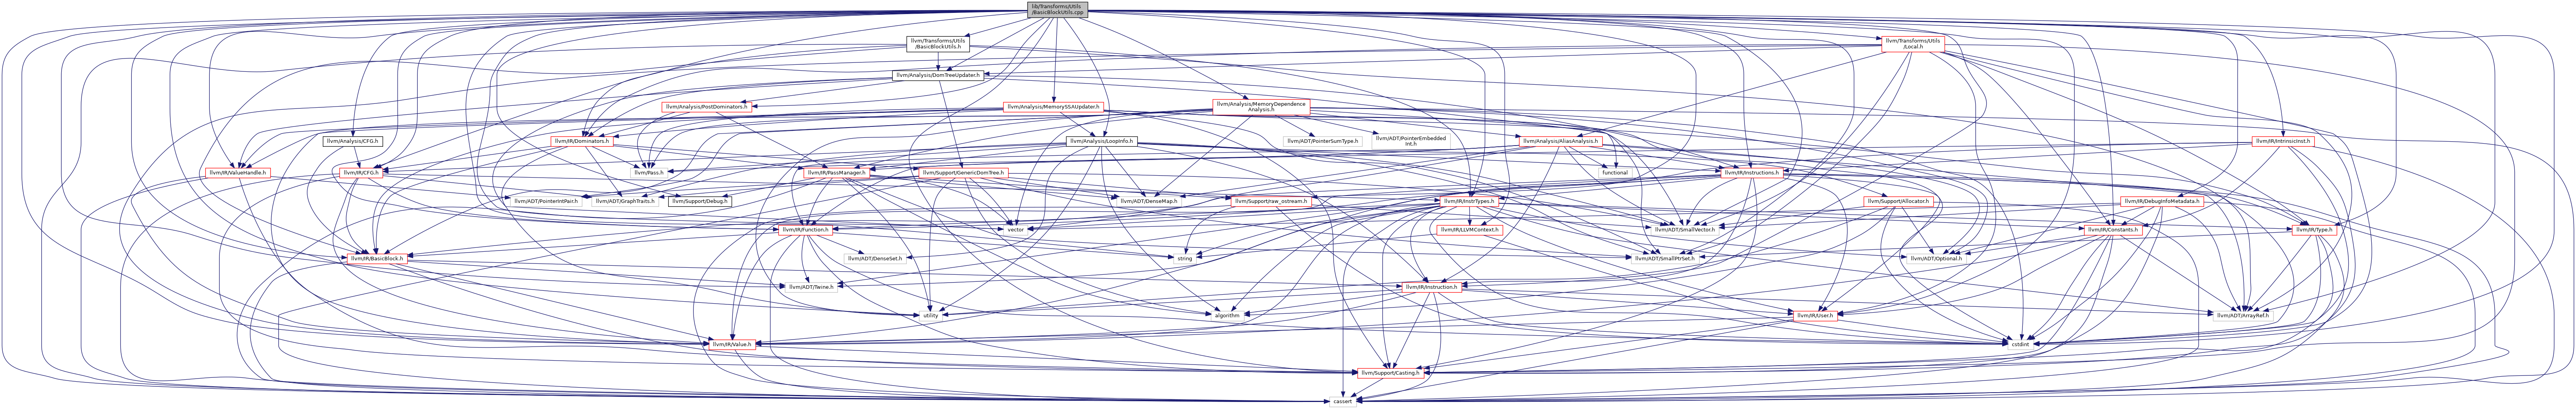 lib/Transforms/Utils
/BasicBlockUtils.cpp
llvm/Transforms/Utils
/BasicBlockUtils.h
llvm/Transforms/Utils
/Local.h
llvm/Analysis/DomTreeUpdater.h
llvm/Analysis/PostDominators.h
llvm/Analysis/MemorySSAUpdater.h
llvm/Analysis/MemoryDependence
Analysis.h
llvm/Analysis/CFG.h
llvm/IR/Dominators.h
llvm/Analysis/LoopInfo.h
llvm/ADT/PointerSumType.h
llvm/ADT/PointerEmbedded
Int.h
llvm/Analysis/AliasAnalysis.h
llvm/IR/IntrinsicInst.h
llvm/IR/ValueHandle.h
llvm/IR/CFG.h
llvm/Pass.h
llvm/IR/PassManager.h
llvm/Support/GenericDomTree.h
functional
llvm/IR/Instructions.h
llvm/ADT/PointerIntPair.h
llvm/ADT/GraphTraits.h
llvm/Support/Debug.h
llvm/ADT/DenseMap.h
llvm/Support/raw_ostream.h
llvm/IR/InstrTypes.h
llvm/Support/Allocator.h
llvm/IR/DebugInfoMetadata.h
llvm/IR/Function.h
vector
llvm/IR/LLVMContext.h
llvm/ADT/SmallVector.h
llvm/IR/Constants.h
llvm/IR/Type.h
llvm/IR/BasicBlock.h
llvm/ADT/DenseSet.h
string
llvm/ADT/SmallPtrSet.h
llvm/ADT/Optional.h
llvm/ADT/Twine.h
llvm/IR/Instruction.h
utility
algorithm
llvm/IR/User.h
llvm/ADT/ArrayRef.h
llvm/IR/Value.h
cstdint
llvm/Support/Casting.h
cassert